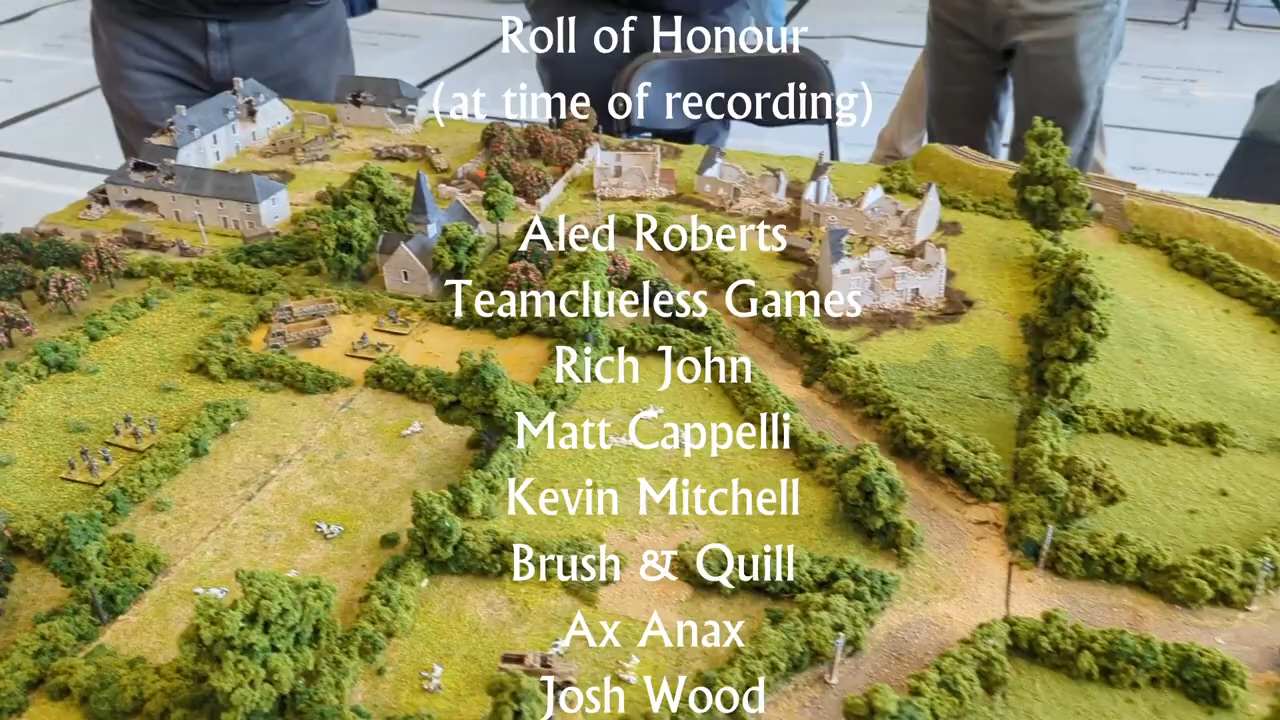 Roll of Honour
(at time of recording)
Aled Roberts
Teamclueless Games
Rich John
Matt Cappelli
Kevin Mitchell
Brush & Quill
Ax Anax
Josh Wood